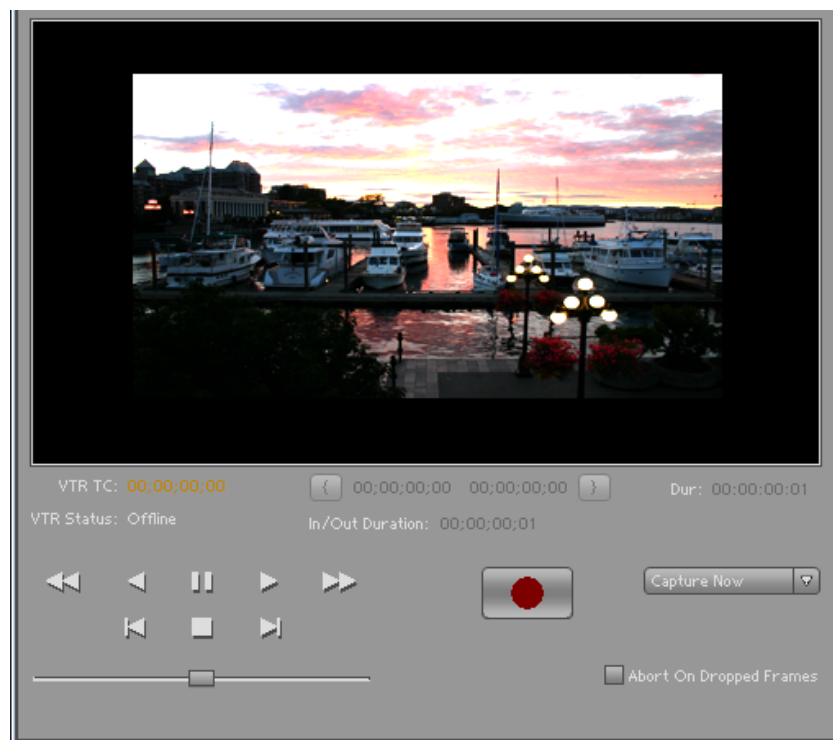 VTR TC: 00;00;00;00 { 00;00;00;00 00;00;00;00 } Dur: 00:00:00:01
VTR Status: Offline In/Out Duration: 00;00;00;01
Capture Now
Abort On Dropped Frames